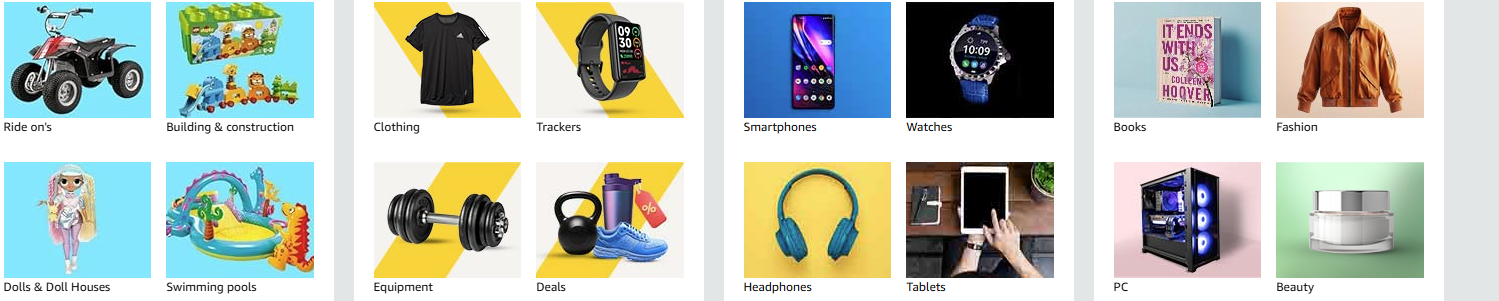 Ride on's
Building & construction
Dolls & Doll Houses
Swimming pools
Clothing
Trackers
09
30
Equipment
Deals
%
Smartphones
Watches
10:09
Headphones
Tablets
IT ENDS
WITH
US
COLLEEN
HOOVER
Books
Fashion
PC
Beauty